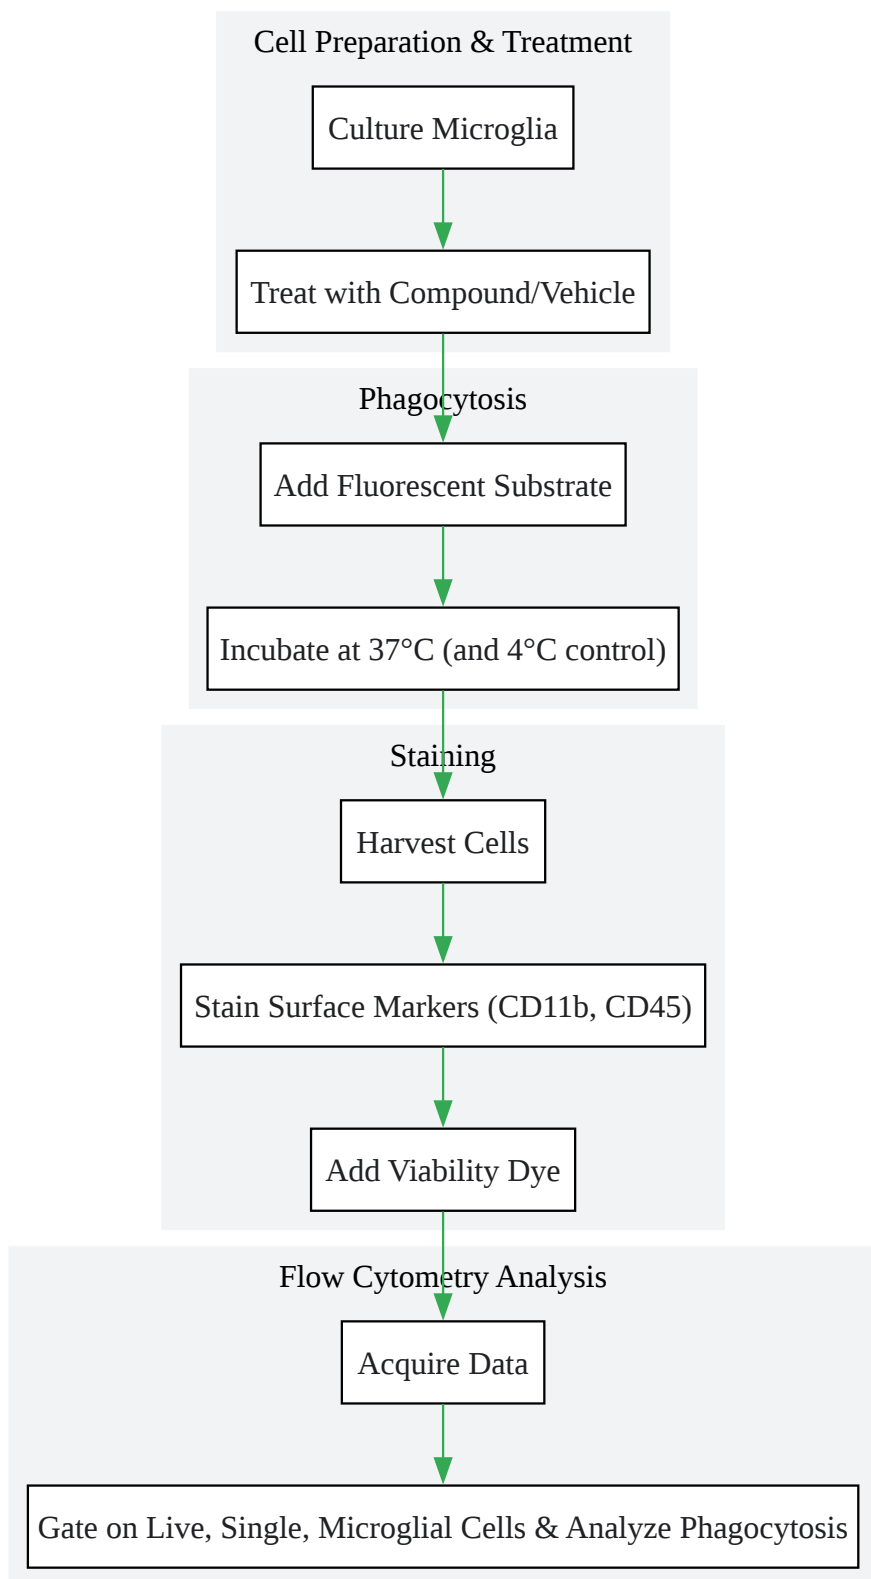 Cell Preparation & Treatment
Culture Microglia
Treat with Compound/Vehicle
Phagocytosis
Add Fluorescent Substrate
Incubate at 37°C (and 4°C control)
Staining
Harvest Cells
Stain Surface Markers (CD11b, CD45)
Add Viability Dye
Flow Cytometry Analysis
Acquire Data
Gate on Live, Single, Microglial Cells & Analyze Phagocytosis